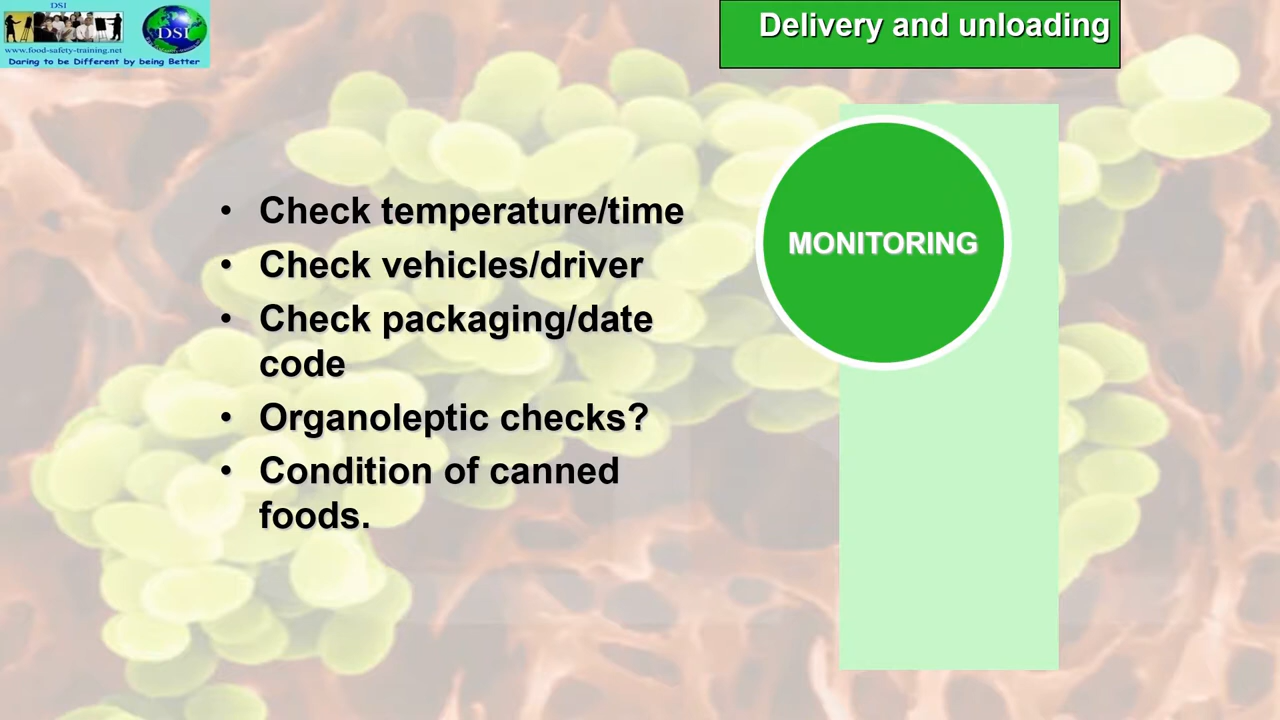 DSI
DSI
www.food-safety-training.net
Daring to be Different by being Better
Delivery and unloading
• Check temperature/time
• Check vehicles/driver
• Check packaging/date
code
• Organoleptic checks?
• Condition of canned
foods.
MONITORING